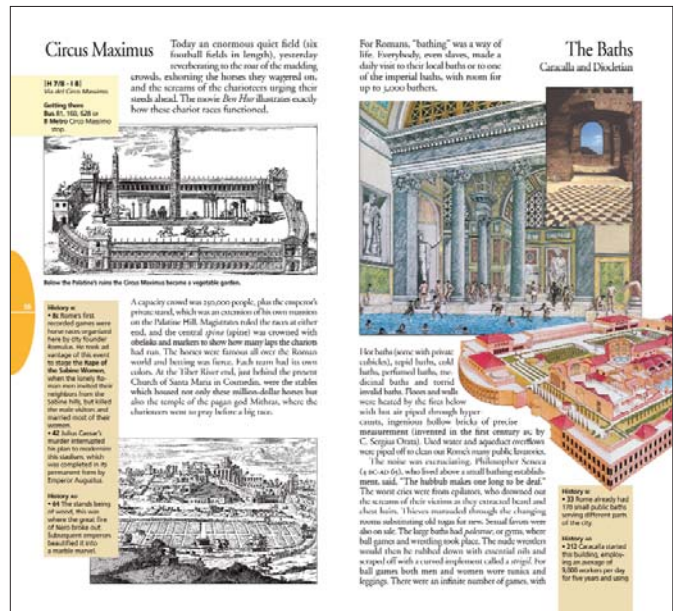 Circus Maximus
Today an enormous quiet field (six
football fields in length), yesterday
reverberating to the roar of the madding
crowds, exhorting the horses they wagered on,
and the screams of the charioteers urging their
steeds ahead. The movie Ben Hur illustrates exactly
how these chariot races functioned.
[H 7/8 - I 8]
Via del Circo Massimo
Getting there
Bus 81, 160, 628 or
B Metro Circo Massimo
stop.
Below the Palatine's ruins the Circus Maximus became a vegetable garden.
History BC
• 8c Rome's first
recorded games were
horse races organized
here by city founder
Romulus. He took ad
vantage of this event
to stage the Rape of
the Sabine Women,
when the lonely Ro-
man men invited their
neighbors from the
Sabine hills, but killed
the male visitors and
married most of their
women.
• 42 Julius Caesar's
murder interrupted
his plan to modernize
this stadium, which
was completed in its
permanent form by
Emperor Augustus.
History AD
• 64 The stands being
of wood, this was
where the great fire
of Nero broke out.
Subsequent emperors
beautified it into
a marble marvel.
A capacity crowd was 250,000 people, plus the emperor's
private stand, which was an extension of his own mansion
on the Palatine Hill. Magistrates ruled the races at either
end, and the central spina (spine) was crowned with
obelisks and markers to show how many laps the chariots
had run. The horses were famous all over the Roman
world and betting was fierce. Each team had its own
colors. At the Tiber River end, just behind the present
Church of Santa Maria in Cosmedin, were the stables
which housed not only these million-dollar horses but
also the temple of the pagan god Mithras, where the
charioteers went to pray before a big race.
For Romans, "bathing" was a way of
life. Everybody, even slaves, made a
daily visit to their local baths or to one
of the imperial baths, with room for
up to 3,000 bathers.
The Baths
Caracalla and Diocletian
Hot baths (some with private
cubicles), tepid baths, cold
baths, perfumed baths, me-
dicinal baths and torrid
invalid baths. Floors and walls
were heated by the fires below
with hot air piped through hyper-
causts, ingenious hollow bricks of precise
measurement (invented in the first century BC by
C. Sergius Orata). Used water and aqueduct overflows
were piped off to clean out Rome's many public lavatories.
The noise was excruciating. Philosopher Seneca
(4 BC-AD 65), who lived above a small bathing establish-
ment, said, "The hubbub makes one long to be deaf."
The worst cries were from epilators, who drowned out
the screams of their victims as they extracted beard and
chest hairs. Thieves marauded through the changing
rooms substituting old togas for new. Sexual favors were
also on sale. The large baths had palestrae, or gyms, where
ball games and wrestling took place. The nude wrestlers
would then be rubbed down with essential oils and
scraped off with a curved implement called a strigil. For
ball games both men and women wore tunics and
leggings. There were an infinite number of games, with
History BC
• 33 Rome already had
170 small public baths
serving different parts
of the city.
History AD
• 212 Caracalla started
this building, employ-
ing an average of
9,000 workers per day
for five years and using